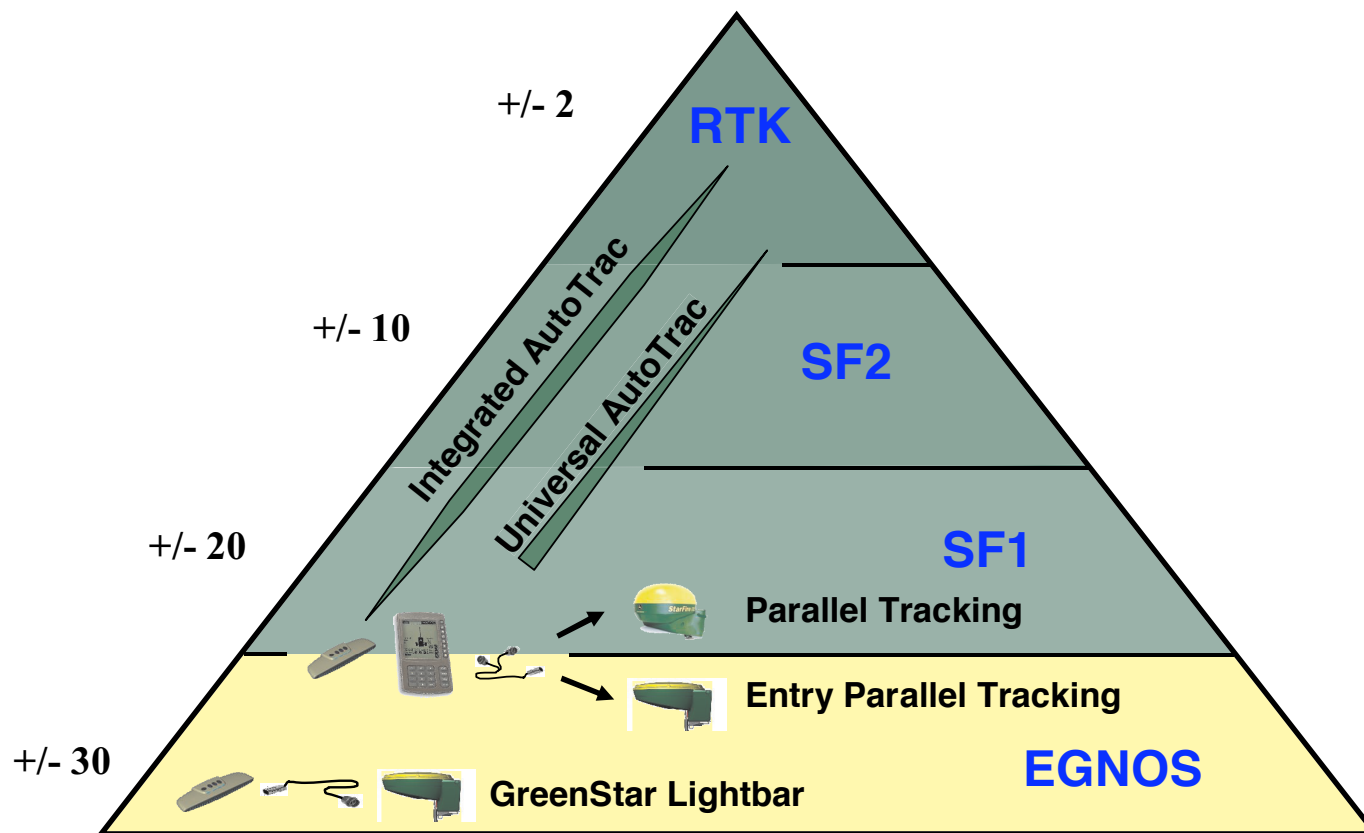 +/- 2
RTK
Integrated AutoTrac
Universal AutoTrac
+/- 10
SF2
+/- 20
SF1
StarFire
Parallel Tracking
Entry Parallel Tracking
+/- 30
EGNOS
GreenStar Lightbar